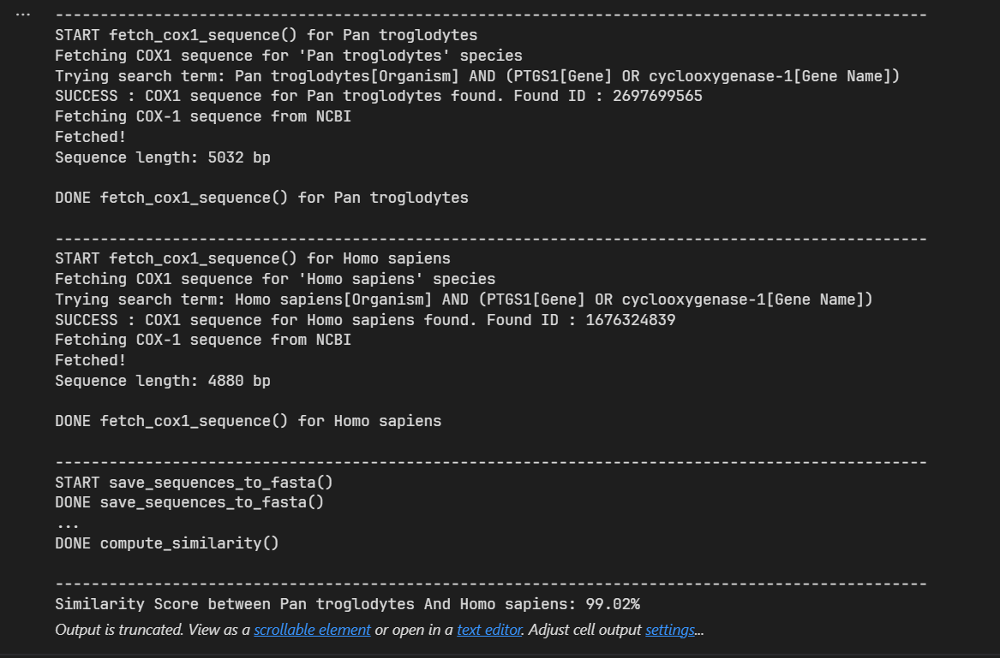 ...
---------------------------------------------------------------------------------------------------
START fetch_cox1_sequence() for Pan troglodytes
Fetching COX1 sequence for 'Pan troglodytes' species
Trying search term: Pan troglodytes[Organism] AND (PTGS1[Gene] OR cyclooxygenase-1[Gene Name])
SUCCESS : COX1 sequence for Pan troglodytes found. Found ID : 2697699565
Fetching COX-1 sequence from NCBI
Fetched!
Sequence length: 5032 bp
DONE fetch_cox1_sequence() for Pan troglodytes
---------------------------------------------------------------------------------------------------
START fetch_cox1_sequence() for Homo sapiens
Fetching COX1 sequence for 'Homo sapiens' species
Trying search term: Homo sapiens[Organism] AND (PTGS1[Gene] OR cyclooxygenase-1[Gene Name])
SUCCESS : COX1 sequence for Homo sapiens found. Found ID : 1676324839
Fetching COX-1 sequence from NCBI
Fetched!
Sequence length: 4880 bp
DONE fetch_cox1_sequence() for Homo sapiens
---------------------------------------------------------------------------------------------------
START save_sequences_to_fasta()
DONE save_sequences_to_fasta()
...
DONE compute_similarity()
---------------------------------------------------------------------------------------------------
Similarity Score between Pan troglodytes And Homo sapiens: 99.02%
Output is truncated. View as a scrollable element or open in a text editor. Adjust cell output settings...